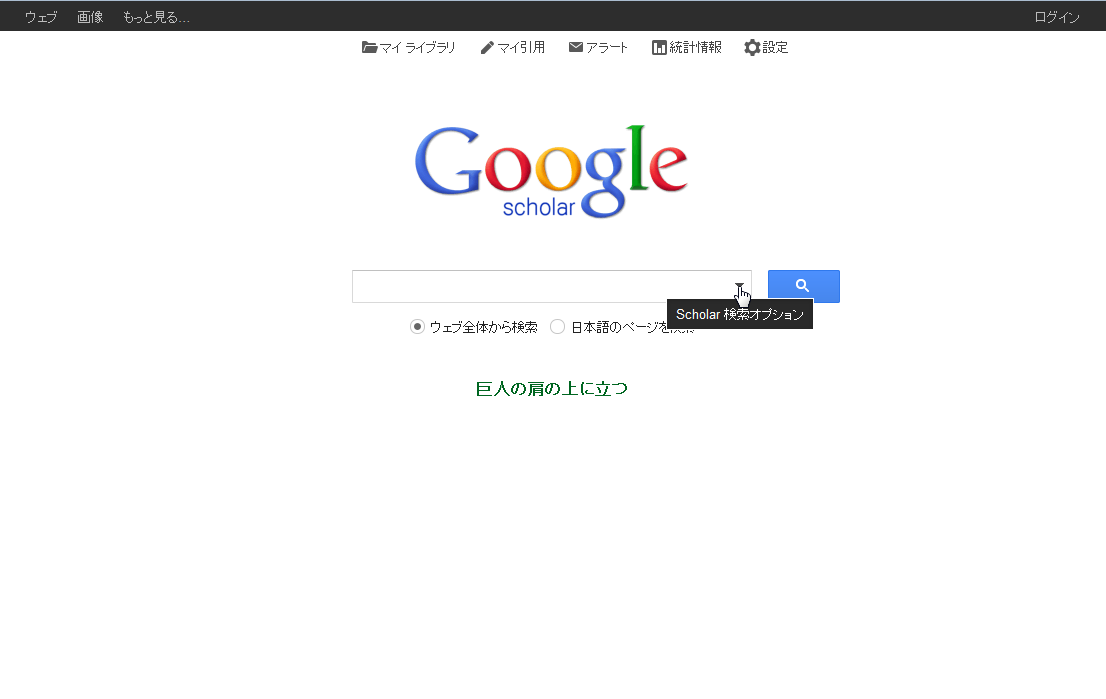 ウェブ 画像 もっと見る... ログイン
マイ ライブラリ マイ引用 アラート 統計情報 設定
Google
scholar
Scholar 検索オプション
ウェブ全体から検索 日本語のページを検索
巨人の肩の上に立つ